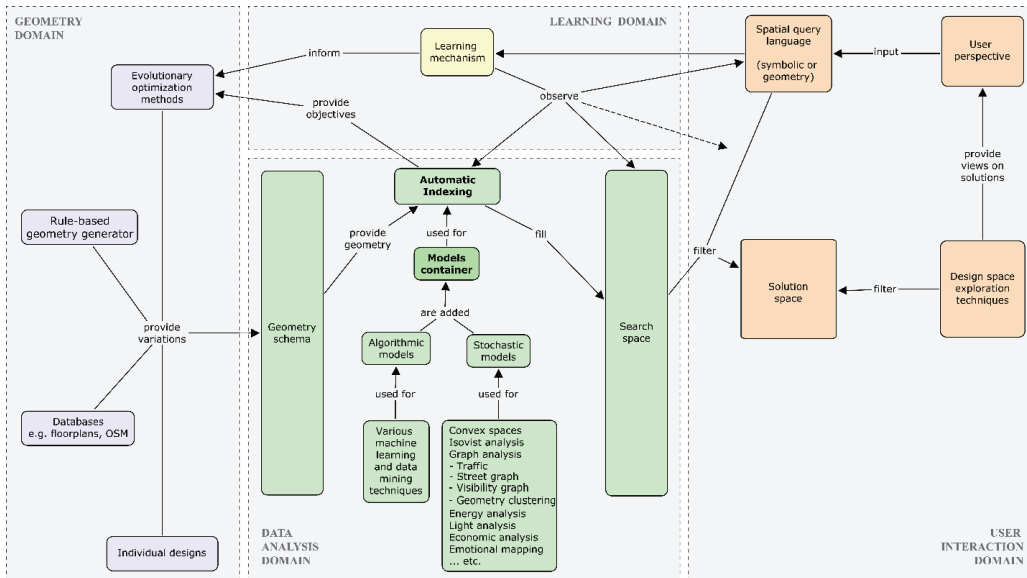 GEOMETRY
DOMAIN
LEARNING DOMAIN
Learning
mechanism
inform
Evolutionary
optimization
methods
provide
objectives
observe
Spatial query
language
(symbolic or
geometry)
input
User
perspective
provide
views on
solutions
Rule-based
geometry generator
provide
variations
Databases
e.g. floorplans, OSM
Individual designs
Geometry
schema
provide
geometry
Automatic
Indexing
used for
Models
container
are added
Algorithmic
models
Stochastic
models
used for
used for
Various
machine
learning
and data
mining
techniques
Convex spaces
Isovist analysis
Graph analysis
- Traffic
- Street graph
- Visibility graph
- Geometry clustering
Energy analysis
Light analysis
Economic analysis
Emotional mapping
... etc.
fill
Search
space
filter
Solution
space
filter
Design space
exploration
techniques
DATA
ANALYSIS
DOMAIN
USER
INTERACTION
DOMAIN